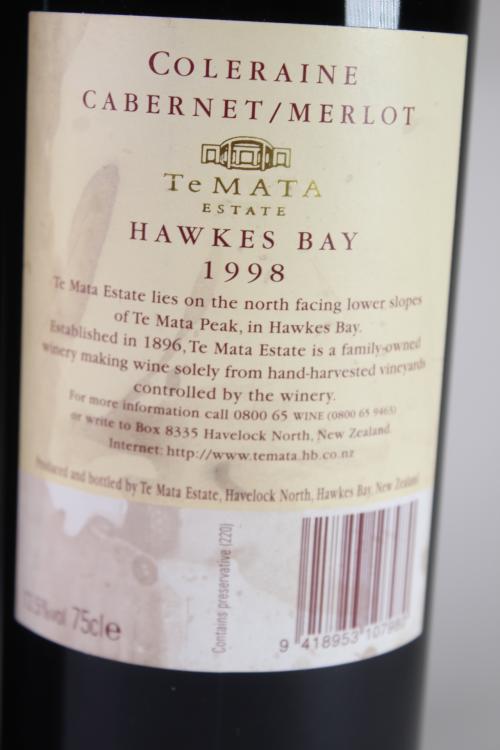 COLERAINE
CABERNET/MERLOT
TE MATA
ESTATE
HAWKES BAY
1998
Te Mata Estate lies on the north facing lower slopes
of Te Mata Peak, in Hawkes Bay.
Established in 1896, Te Mata Estate is a family-owned
winery making wine solely from hand-harvested vineyards
controlled by the winery.
For more information call 0800 65 WINE (0800 65 9463)
or write to Box 8335 Havelock North, New Zealand.
Internet: http://www.temata.hb.co.nz
Produced and bottled by Te Mata Estate, Havelock North, Hawkes Bay, New Zealand
75cl e
Contains preservative (220)
9 418953